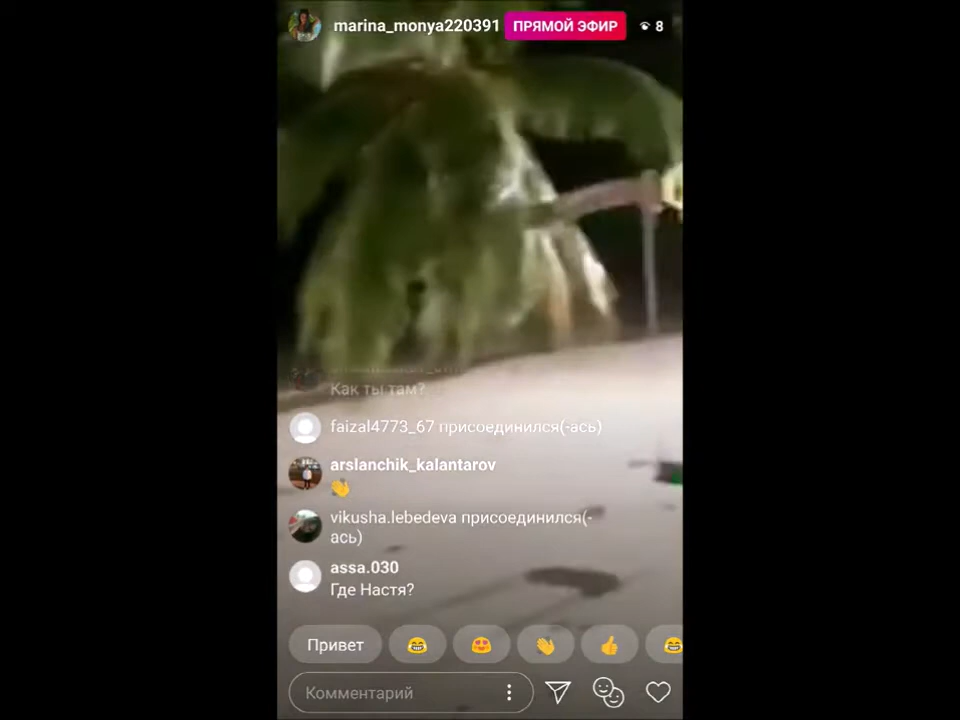 marina_monya220391 ПРЯМОЙ ЭФИР 8
Как ты там?
faizal4773_67 присоединился(-ась)
arslanchik_kalantarov
👏
vikusha.lebedeva присоединился(-
ась)
assa.030
Где Настя?
Привет 😂 😍 👏 👍 😂
Комментарий